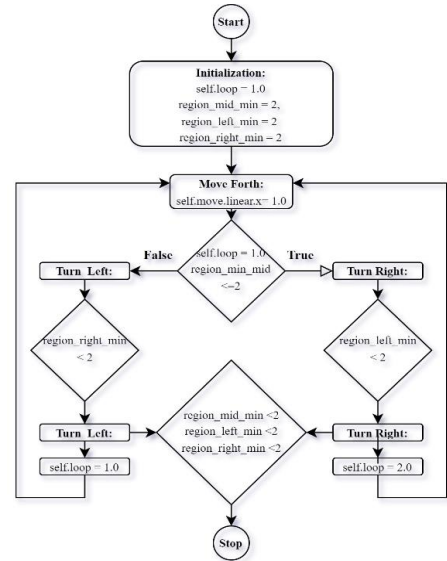 Start
Initialization:
self.loop = 1.0
region_mid_min = 2,
region_left_min = 2
region_right_min = 2
Move Forth:
self.move.linear.x= 1.0
False
self.loop = 1.0
region_min_mid
<=2
True
Turn Left:
Turn Right:
region_right_min
< 2
region_left_min
< 2
region_mid_min <2
region_left_min <2
region_right_min <2
Turn Left:
Turn Right:
self.loop = 1.0
self.loop = 2.0
Stop